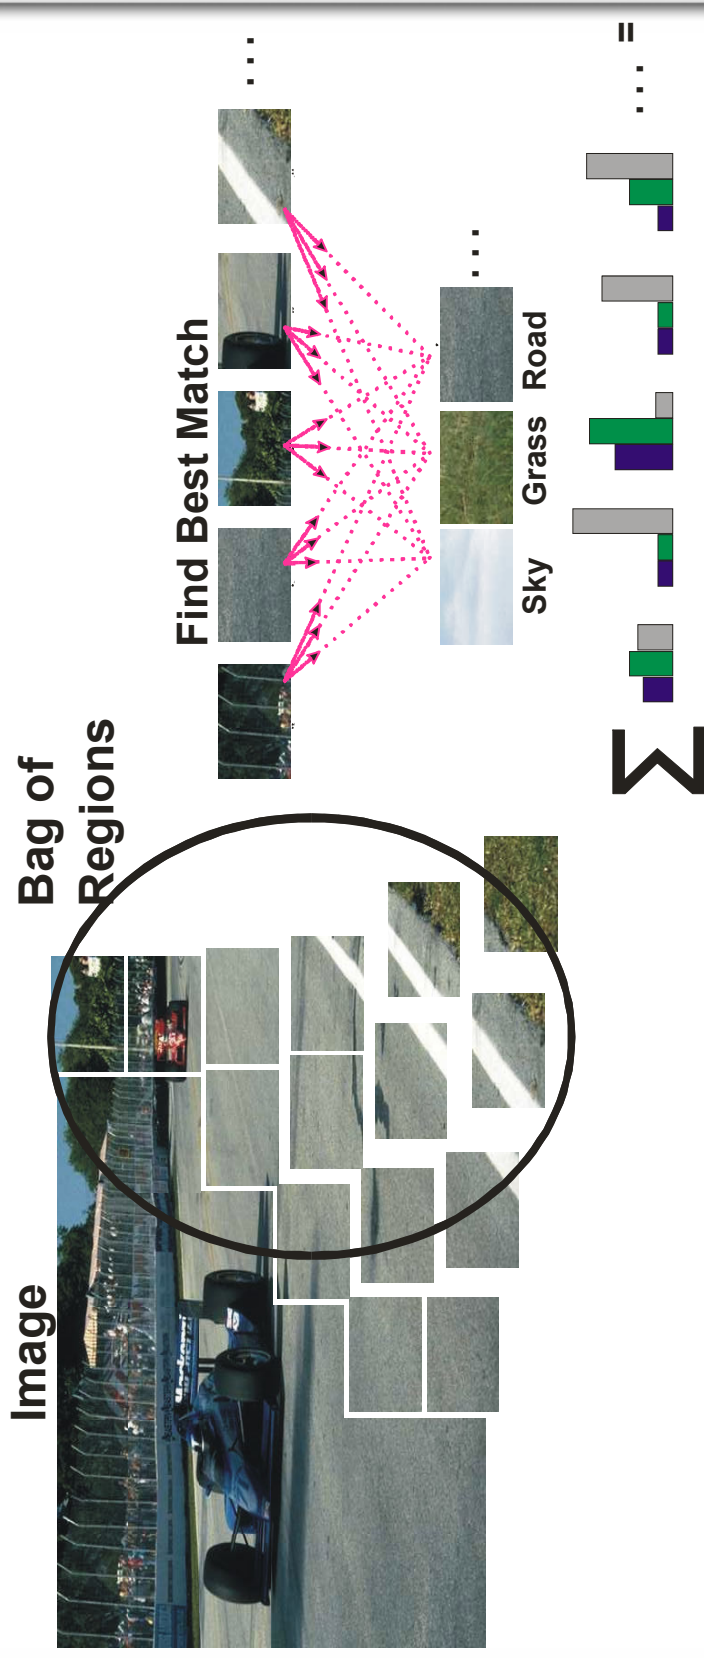 Image
Bag of
Regions
Find Best Match
Sky
Grass
Road
. . .
. . .
Σ
. . .
=